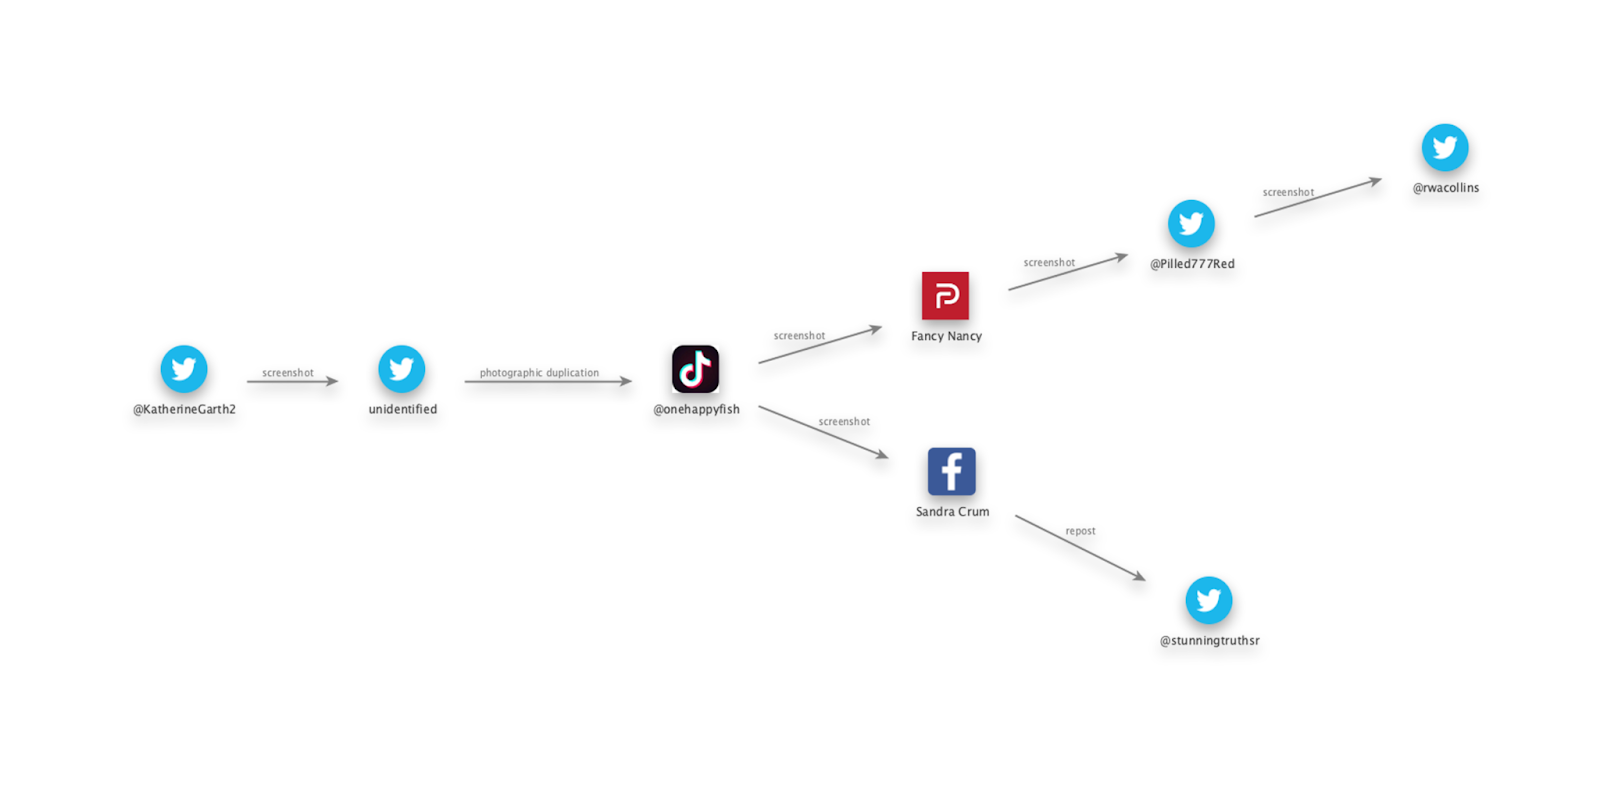 @rwacollins
screenshot
@Pilled777Red
screenshot
Fancy Nancy
screenshot
@KatherineGarth2
screenshot
unidentified
photographic duplication
@onehappyfish
screenshot
Sandra Crum
repost
@stunningtruthsr